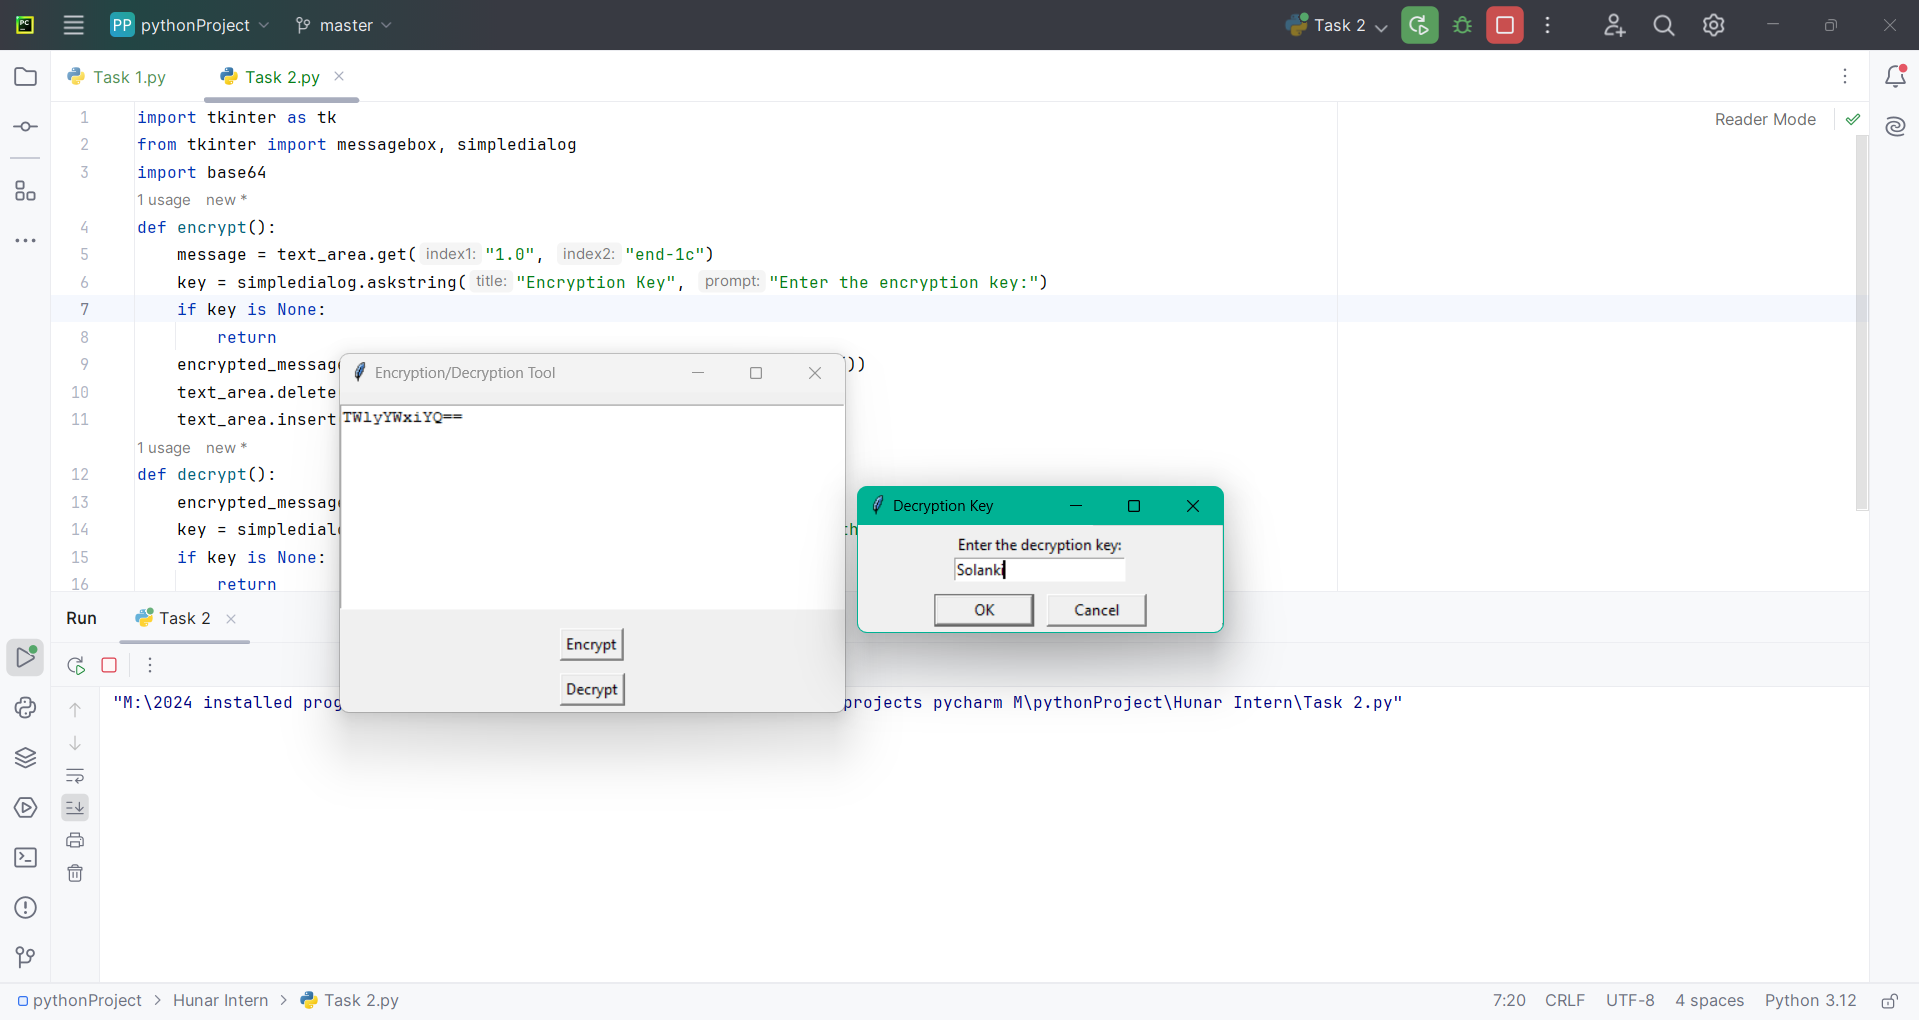 PC
PP pythonProject master Task 2
Task 1.py Task 2.py
Reader Mode
1 import tkinter as tk
2 from tkinter import messagebox, simpledialog
3 import base64
1 usage new *
4 def encrypt():
5 message = text_area.get( index1: "1.0", index2: "end-1c")
6 key = simpledialog.askstring( title: "Encryption Key", prompt: "Enter the encryption key:")
7 if key is None:
8 return
9 encrypted_messag ))
10 text_area.delete
11 text_area.insert
1 usage new *
12 def decrypt():
13 encrypted_messag
14 key = simpledial th
15 if key is None:
16 return
Encryption/Decryption Tool
TWlyYWxiYQ==
Encrypt
Decrypt
Decryption Key
Enter the decryption key:
Solanki
OK Cancel
Run Task 2
"M:\2024 installed prog projects pycharm M\pythonProject\Hunar Intern\Task 2.py"
pythonProject > Hunar Intern > Task 2.py
7:20 CRLF UTF-8 4 spaces Python 3.12